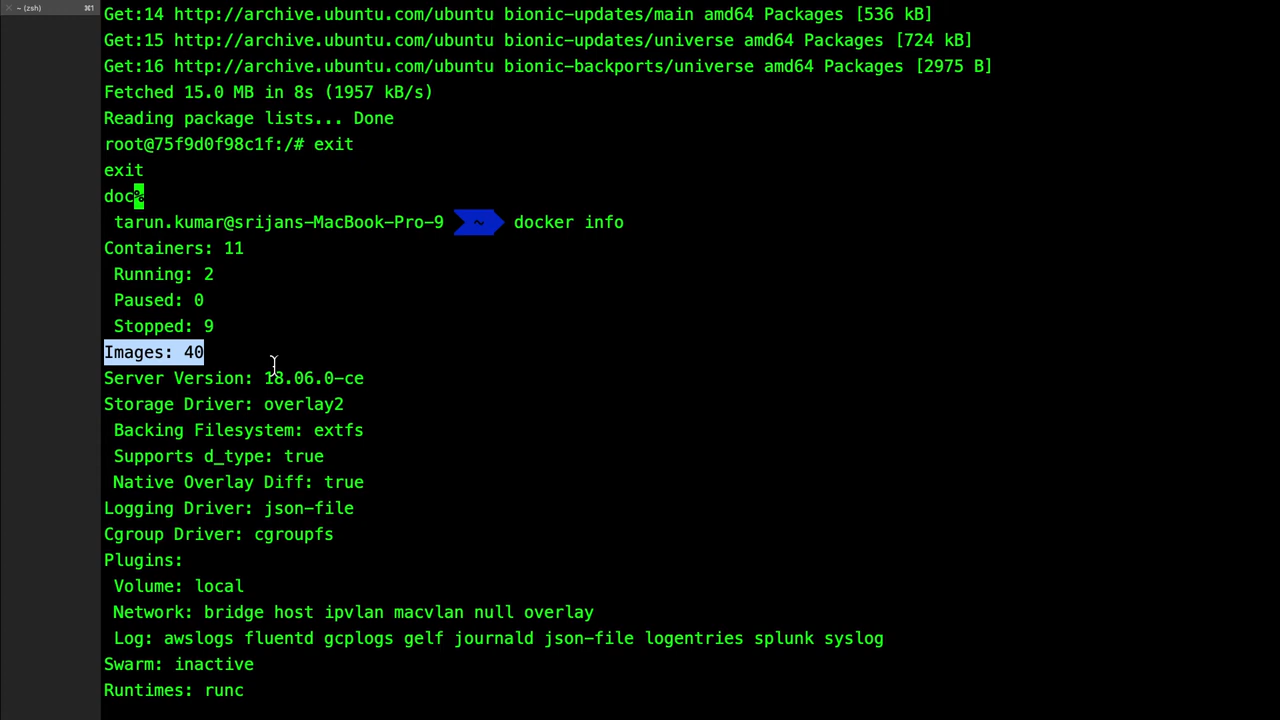 ~ (zsh) ⌘1
Get:14 http://archive.ubuntu.com/ubuntu bionic-updates/main amd64 Packages [536 kB]
Get:15 http://archive.ubuntu.com/ubuntu bionic-updates/universe amd64 Packages [724 kB]
Get:16 http://archive.ubuntu.com/ubuntu bionic-backports/universe amd64 Packages [2975 B]
Fetched 15.0 MB in 8s (1957 kB/s)
Reading package lists... Done
root@75f9d0f98c1f:/# exit
exit
doc%
tarun.kumar@srijans-MacBook-Pro-9 ~ docker info
Containers: 11
Running: 2
Paused: 0
Stopped: 9
Images: 40
Server Version: 18.06.0-ce
Storage Driver: overlay2
Backing Filesystem: extfs
Supports d_type: true
Native Overlay Diff: true
Logging Driver: json-file
Cgroup Driver: cgroupfs
Plugins:
Volume: local
Network: bridge host ipvlan macvlan null overlay
Log: awslogs fluentd gcplogs gelf journald json-file logentries splunk syslog
Swarm: inactive
Runtimes: runc